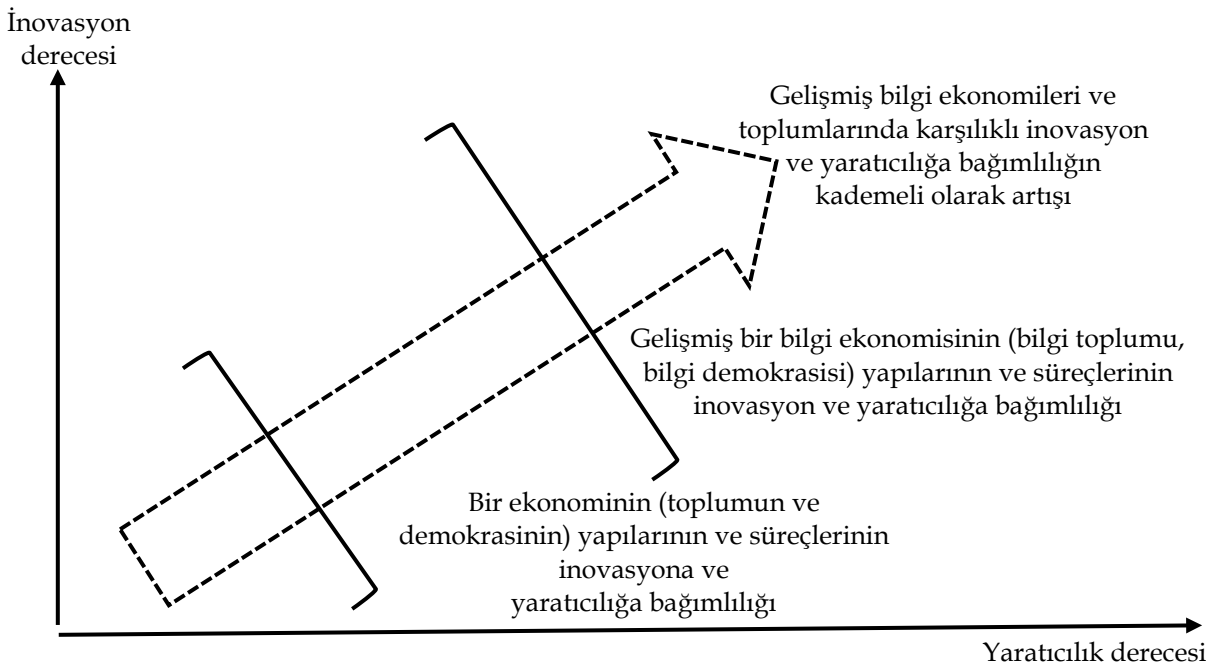 İnovasyon
derecesi
Gelişmiş bilgi ekonomileri ve
toplumlarında karşılıklı inovasyon
ve yaratıcılığa bağımlılığın
kademeli olarak artışı
Gelişmiş bir bilgi ekonomisinin (bilgi toplumu,
bilgi demokrasisi) yapılarının ve süreçlerinin
inovasyon ve yaratıcılığa bağımlılığı
Bir ekonominin (toplumun ve
demokrasinin) yapılarının ve süreçlerinin
inovasyona ve
yaratıcılığa bağımlılığı
Yaratıcılık derecesi